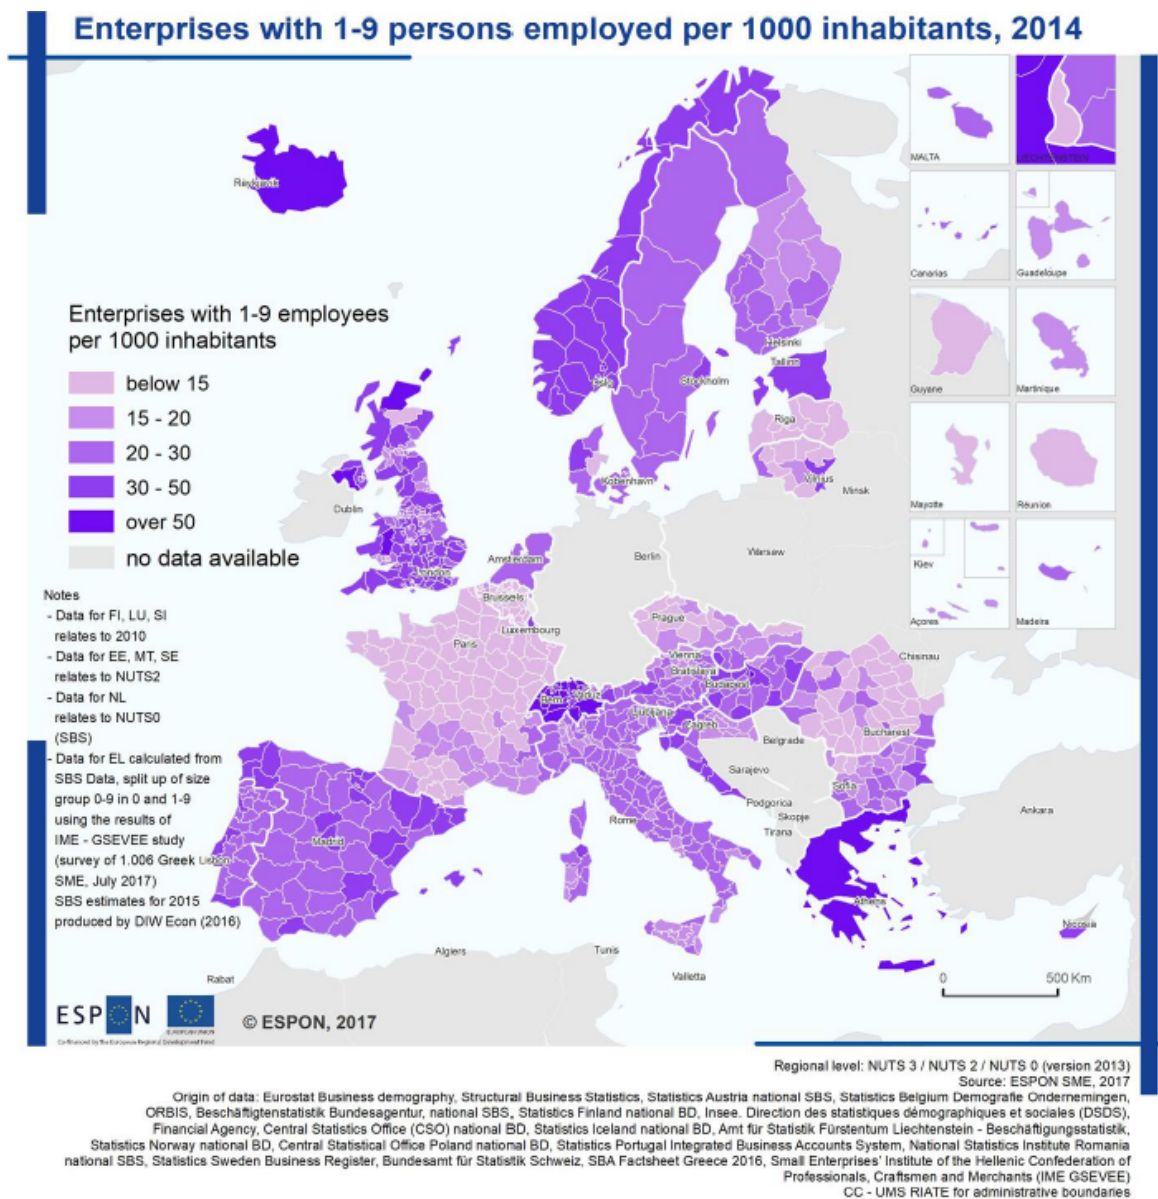 Enterprises with 1-9 persons employed per 1000 inhabitants, 2014
Reykjavik
MALTA
LIECHTENSTEIN
Canarias
Guadeloupe
Guyane
Martinique
Mayotte
Réunion
Kiev
Açores
Madeira
Enterprises with 1-9 employees
per 1000 inhabitants
below 15
15 - 20
20 - 30
30 - 50
over 50
no data available
Oslo
Stockholm
Helsinki
Tallinn
Riga
Vilnius
Minsk
København
Dublin
London
Amsterdam
Berlin
Warsaw
Brussels
Luxembourg
Paris
Prague
Vienna
Bratislava
Budapest
Chisinau
Bern
Vaduz
Ljubljana
Zagreb
Belgrade
Bucharest
Sarajevo
Sofia
Podgorica
Skopje
Tirana
Rome
Madrid
Lisbon
Ankara
Athens
Nicosia
Algiers
Tunis
Rabat
Valletta
0 500 Km
Notes
- Data for FI, LU, SI
relates to 2010
- Data for EE, MT, SE
relates to NUTS2
- Data for NL
relates to NUTS0
(SBS)
- Data for EL calculated from
SBS Data, split up of size
group 0-9 in 0 and 1-9
using the results of
IME - GSEVEE study
(survey of 1.006 Greek
SME, July 2017)
SBS estimates for 2015
produced by DIW Econ (2016)
ESPON
EUROPEAN UNION
Co-financed by the European Regional Development Fund
© ESPON, 2017
Regional level: NUTS 3 / NUTS 2 / NUTS 0 (version 2013)
Source: ESPON SME, 2017
Origin of data: Eurostat Business demography, Structural Business Statistics, Statistics Austria national SBS, Statistics Belgium Demografie Ondernemingen,
ORBIS, Beschäftigtenstatistik Bundesagentur, national SBS, Statistics Finland national BD, Insee. Direction des statistiques démographiques et sociales (DSDS),
Financial Agency, Central Statistics Office (CSO) national BD, Statistics Iceland national BD, Amt für Statistik Fürstentum Liechtenstein - Beschäftigungsstatistik,
Statistics Norway national BD, Central Statistical Office Poland national BD, Statistics Portugal Integrated Business Accounts System, National Statistics Institute Romania
national SBS, Statistics Sweden Business Register, Bundesamt für Statistik Schweiz, SBA Factsheet Greece 2016, Small Enterprises' Institute of the Hellenic Confederation of
Professionals, Craftsmen and Merchants (IME GSEVEE)
CC - UMS RIATE for administrative boundaries